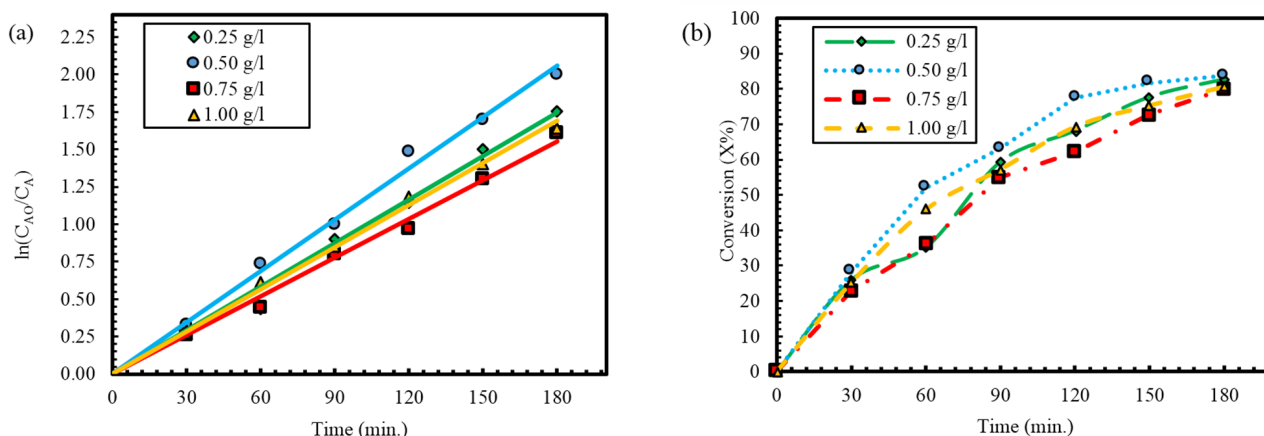 (a)
ln(C_AO/C_A)
2.25
2.00
1.75
1.50
1.25
1.00
0.75
0.50
0.25
0.00
0.25 g/l
0.50 g/l
0.75 g/l
1.00 g/l
0 30 60 90 120 150 180
Time (min.)
(b)
Conversion (X%)
100
90
80
70
60
50
40
30
20
10
0
0.25 g/l
0.50 g/l
0.75 g/l
1.00 g/l
0 30 60 90 120 150 180
Time (min.)